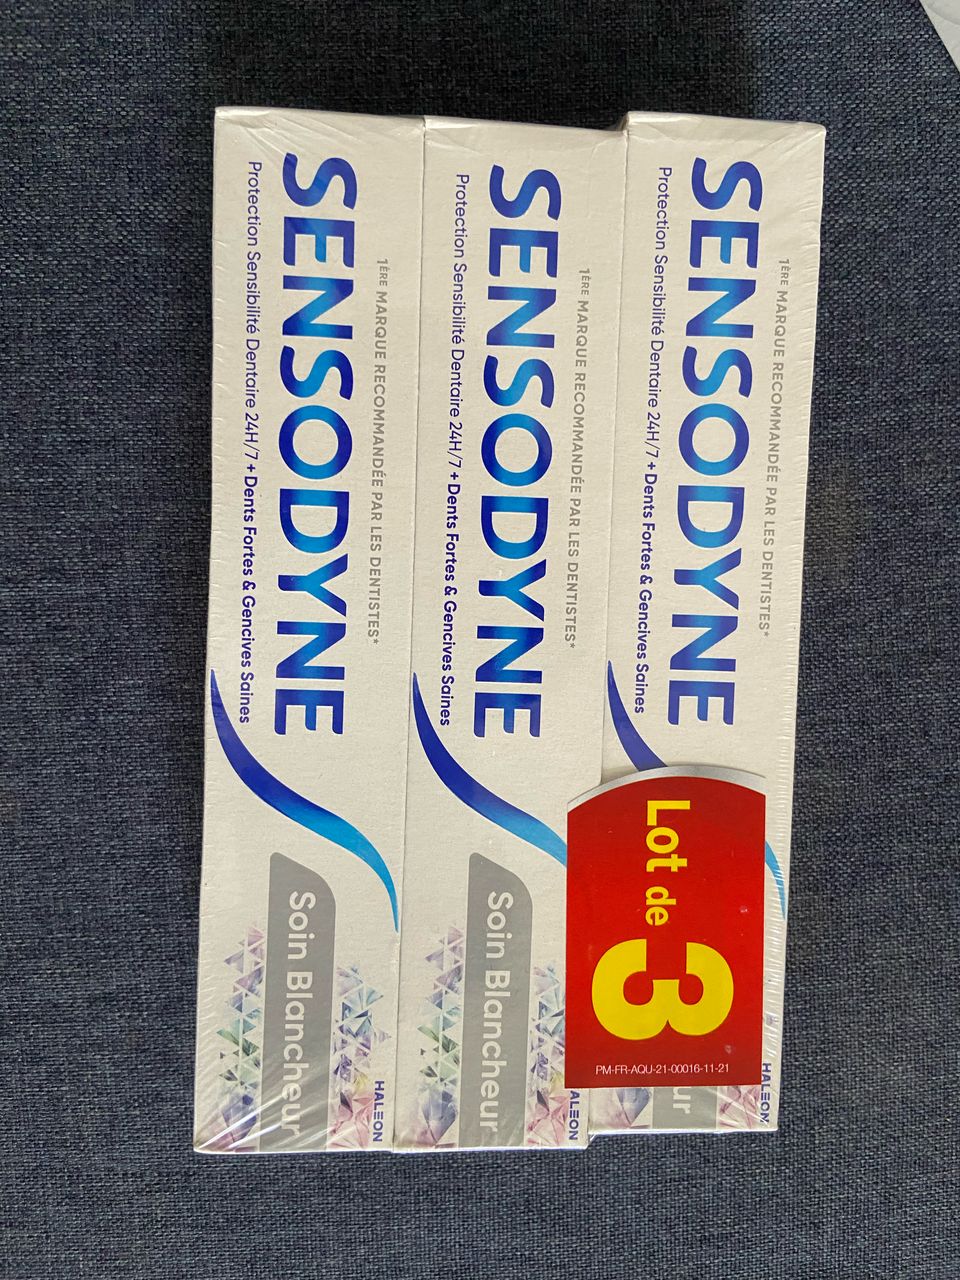 1ÈRE MARQUE RECOMMANDÉE PAR LES DENTISTES*
SENSODYNE
Protection Sensibilité Dentaire 24H/7 + Dents Fortes & Gencives Saines
Lot de
3
PM-FR-AQU-21-00016-11-21
ur
HALEON
1ÈRE MARQUE RECOMMANDÉE PAR LES DENTISTES*
SENSODYNE
Protection Sensibilité Dentaire 24H/7 + Dents Fortes & Gencives Saines
Soin Blancheur
ALEON
1ÈRE MARQUE RECOMMANDÉE PAR LES DENTISTES*
SENSODYNE
Protection Sensibilité Dentaire 24H/7 + Dents Fortes & Gencives Saines
Soin Blancheur
HALEON